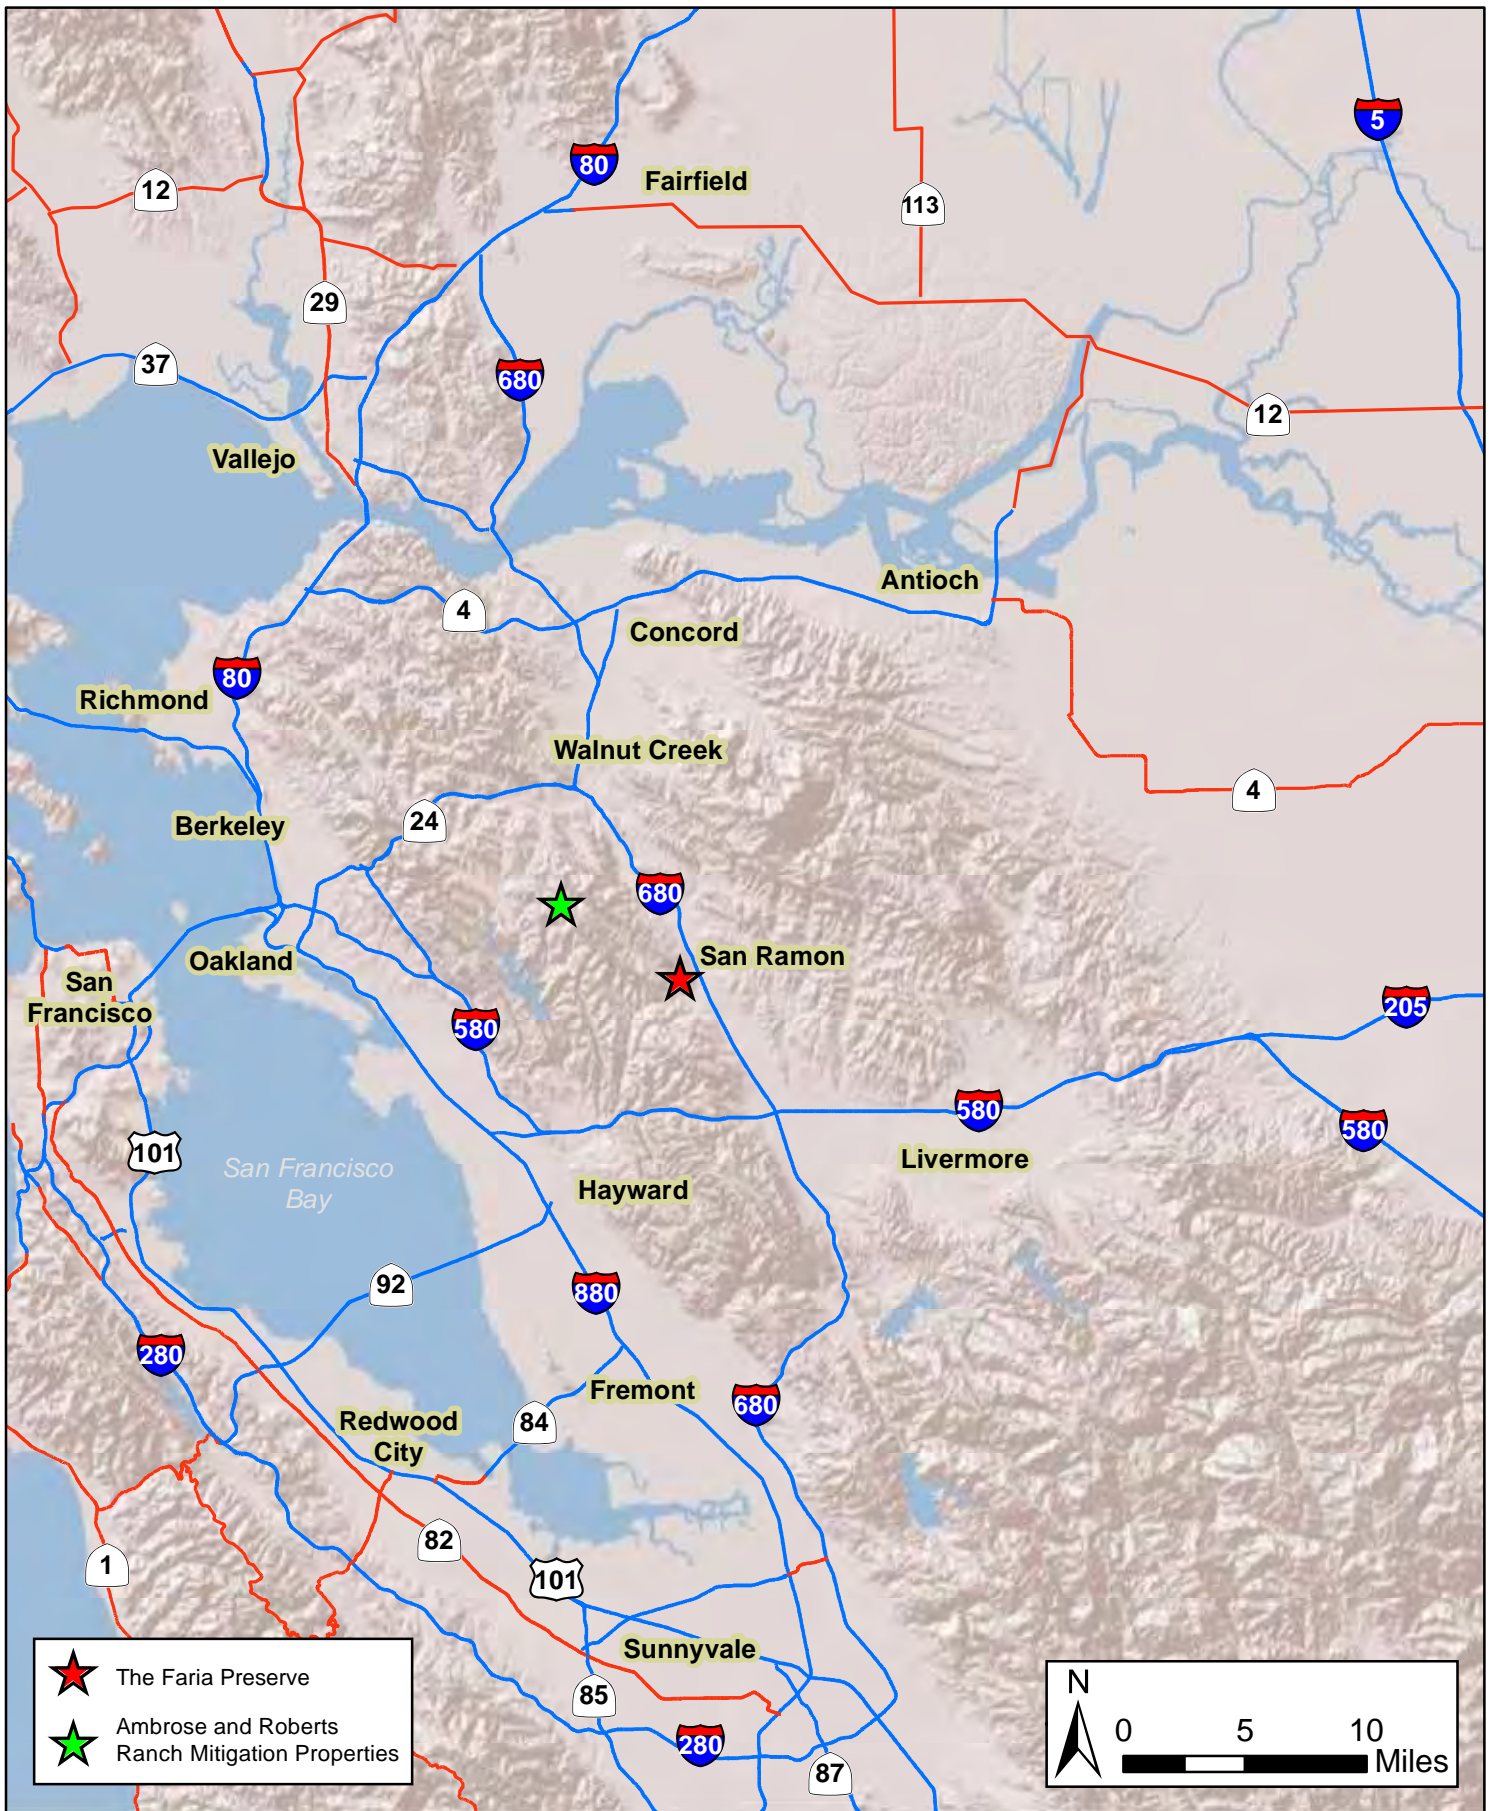 5
80
Fairfield
12
113
29
37
680
12
Vallejo
Antioch
4
Concord
80
Richmond
Walnut Creek
4
24
Berkeley
680
San Ramon
Oakland
San
Francisco
205
580
580
580
101
Livermore
San Francisco
Bay
Hayward
92
880
280
Fremont
680
Redwood
City
84
82
1
101
Sunnyvale
85
280
87
The Faria Preserve
Ambrose and Roberts
Ranch Mitigation Properties
N
0 5 10
Miles